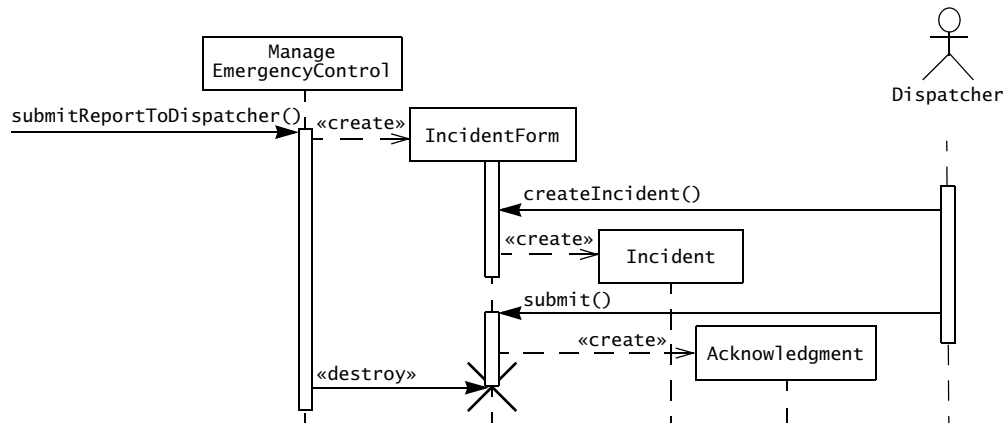 Manage
EmergencyControl
Dispatcher
submitReportToDispatcher()
«create»
IncidentForm
createIncident()
«create»
Incident
submit()
«create»
Acknowledgment
«destroy»